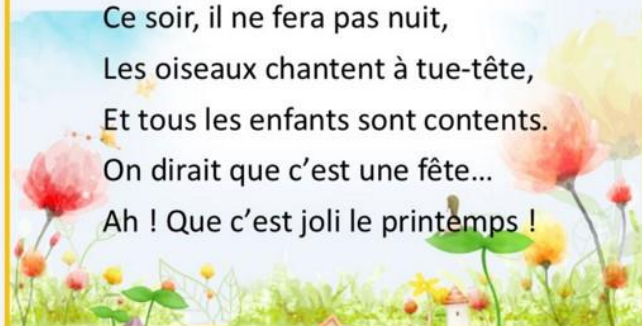 Ce soir, il ne fera pas nuit,
Les oiseaux chantent à tue-tête,
Et tous les enfants sont contents.
On dirait que c’est une fête…
Ah ! Que c’est joli le printemps !